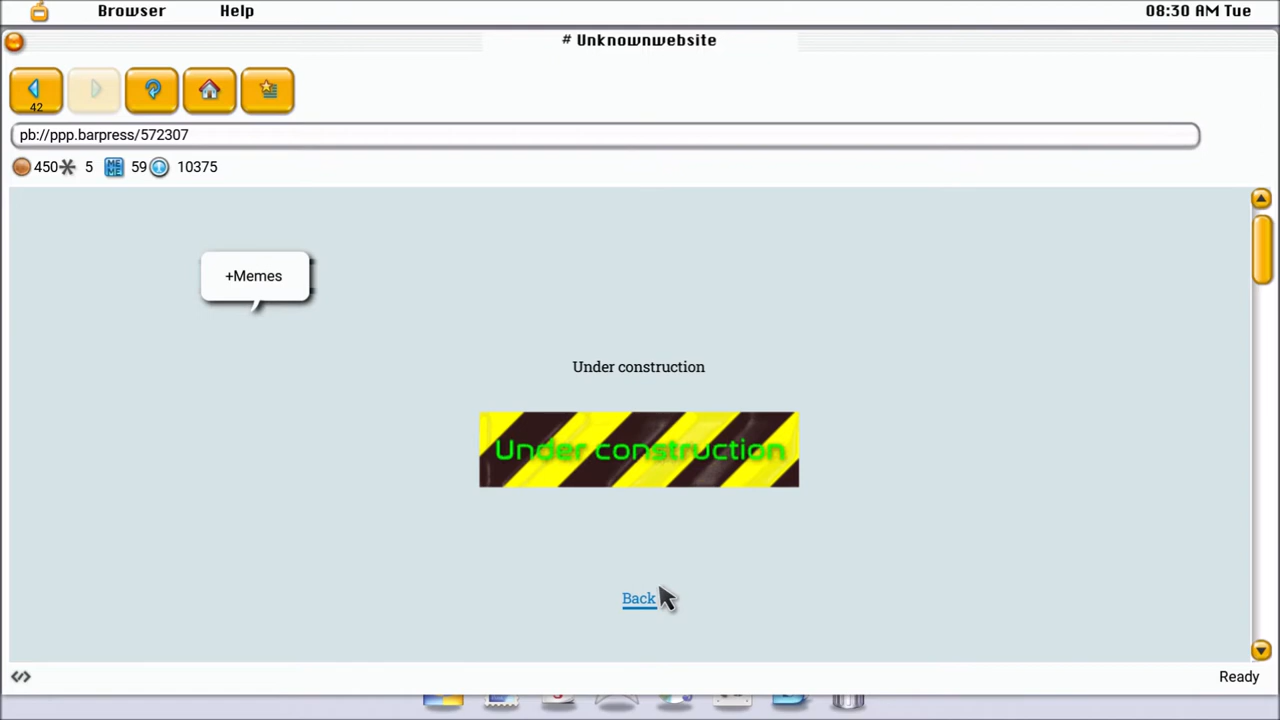 Browser Help 08:30 AM Tue
# Unknownwebsite
42
pb://ppp.barpress/572307
450 5 MEME 59 10375
+Memes
Under construction
Under construction
Back
Ready